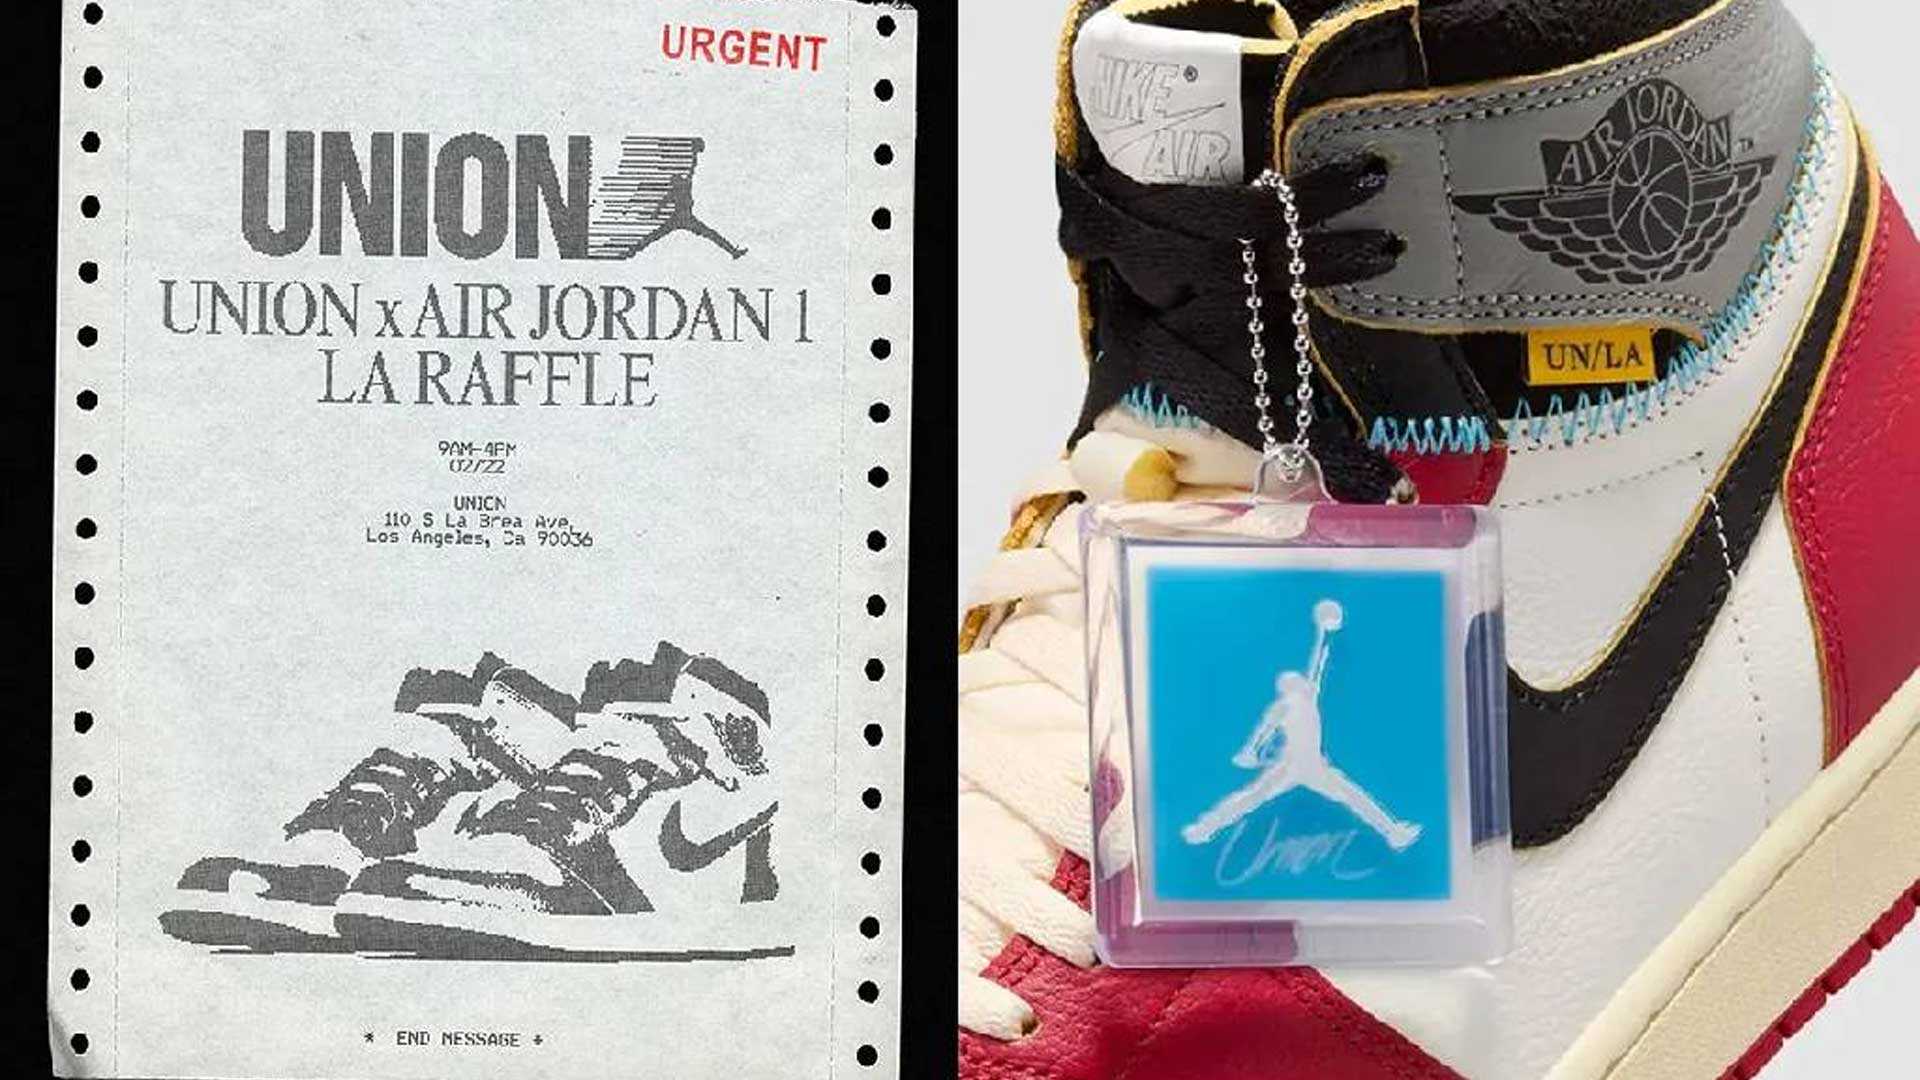 URGENT
UNION
UNION x AIR JORDAN 1
LA RAFFLE
9AM-4PM
02/22
UNION
110 S La Brea Ave,
Los Angeles, Ca 90036
* END MESSAGE *
NIKE®
AIR
AIR JORDAN™
UN/LA
Union